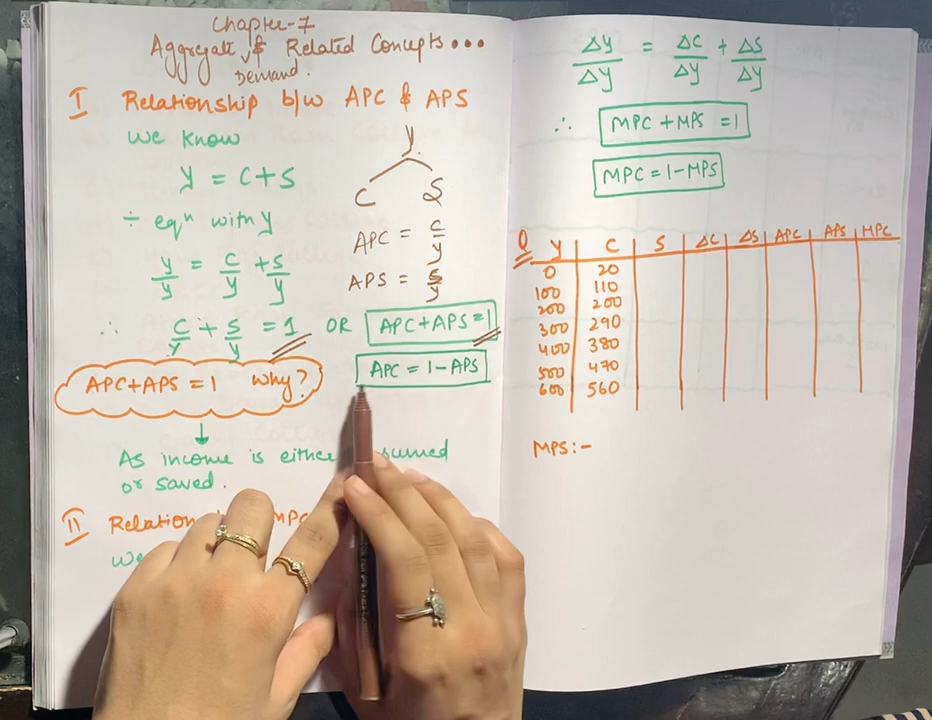 Chapter-7
Aggregate & Related Concepts...
Demand.
I Relationship b/w APC & APS
We know
y
y = C+S
C S
÷ eqⁿ with y
APC = C/y
y/y = C/y + S/y
APS = S/y
∴ C/y + S/y = 1 OR APC+APS=1
APC = 1-APS
APC+APS = 1 why?
↓
As income is either sumed
or saved.
II Relation MPC
we
Δy/Δy = ΔC/Δy + ΔS/Δy
∴ MPC+MPS =1
MPC = 1-MPS
Q y C S ΔC ΔS APC APS MPC
0 20
100 110
200 200
300 290
400 380
500 470
600 560
MPS:-